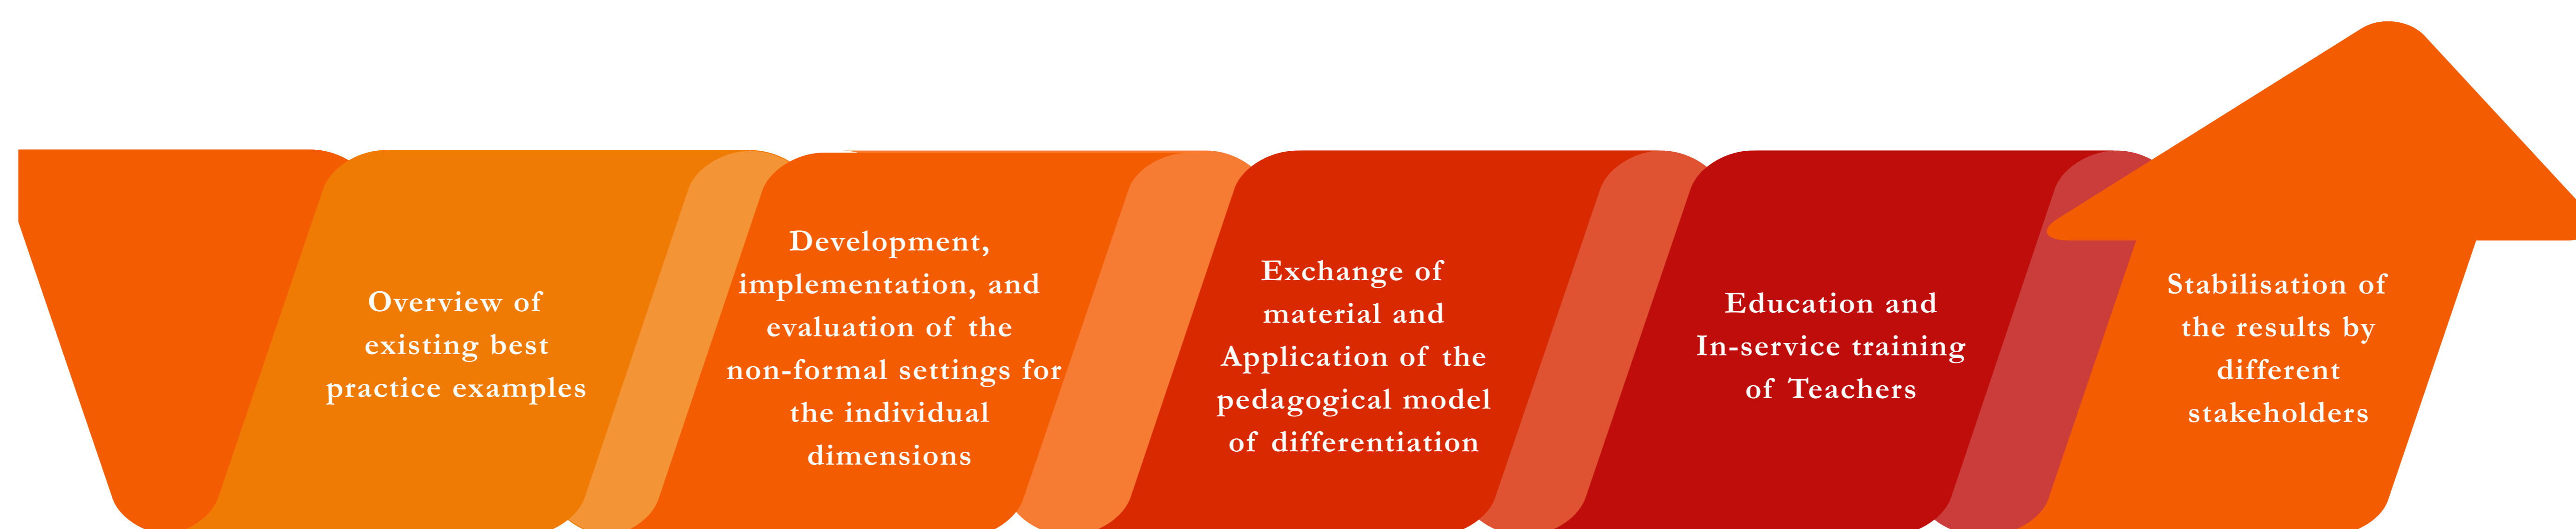 Overview of
existing best
practice examples
Development,
implementation, and
evaluation of the
non-formal settings for
the individual
dimensions
Exchange of
material and
Application of the
pedagogical model
of differentiation
Education and
In-service training
of Teachers
Stabilisation of
the results by
different
stakeholders